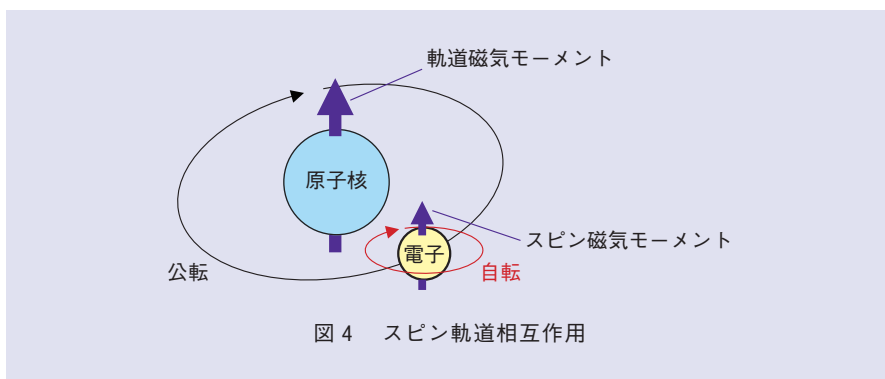 軌道磁気モーメント
原子核
スピン磁気モーメント
電子
公転
自転
図4 スピン軌道相互作用